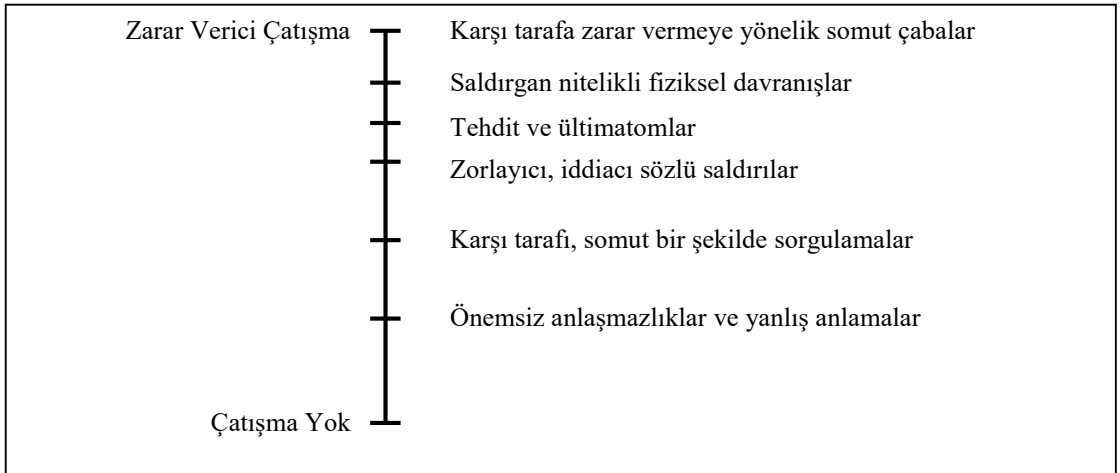 Zarar Verici Çatışma Karşı tarafa zarar vermeye yönelik somut çabalar
Saldırgan nitelikli fiziksel davranışlar
Tehdit ve ültimatomlar
Zorlayıcı, iddiacı sözlü saldırılar
Karşı tarafı, somut bir şekilde sorgulamalar
Önemsiz anlaşmazlıklar ve yanlış anlamalar
Çatışma Yok